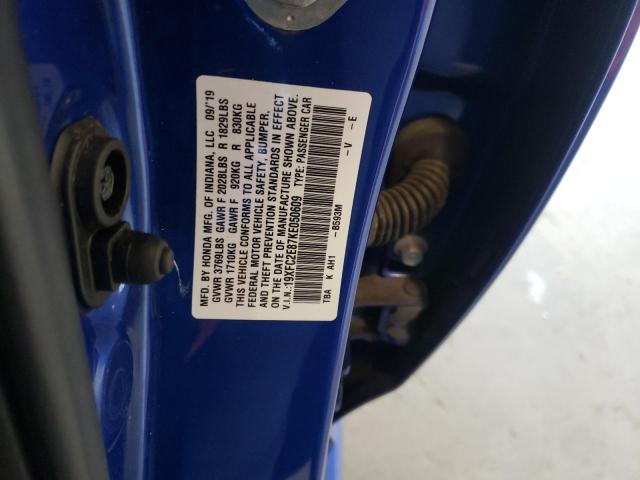 MFD. BY HONDA MFG. OF INDIANA, LLC 09/19
GVWR 3769LBS GAWR F 2028LBS R 1829LBS
GVWR 1710KG GAWR F 920KG R 830KG
THIS VEHICLE CONFORMS TO ALL APPLICABLE
FEDERAL MOTOR VEHICLE SAFETY, BUMPER,
AND THEFT PREVENTION STANDARDS IN EFFECT
ON THE DATE OF MANUFACTURE SHOWN ABOVE.
V.I.N.:19XFC2E87KE050609 TYPE: PASSENGER CAR
-B593M -V -E
TBA K AH1